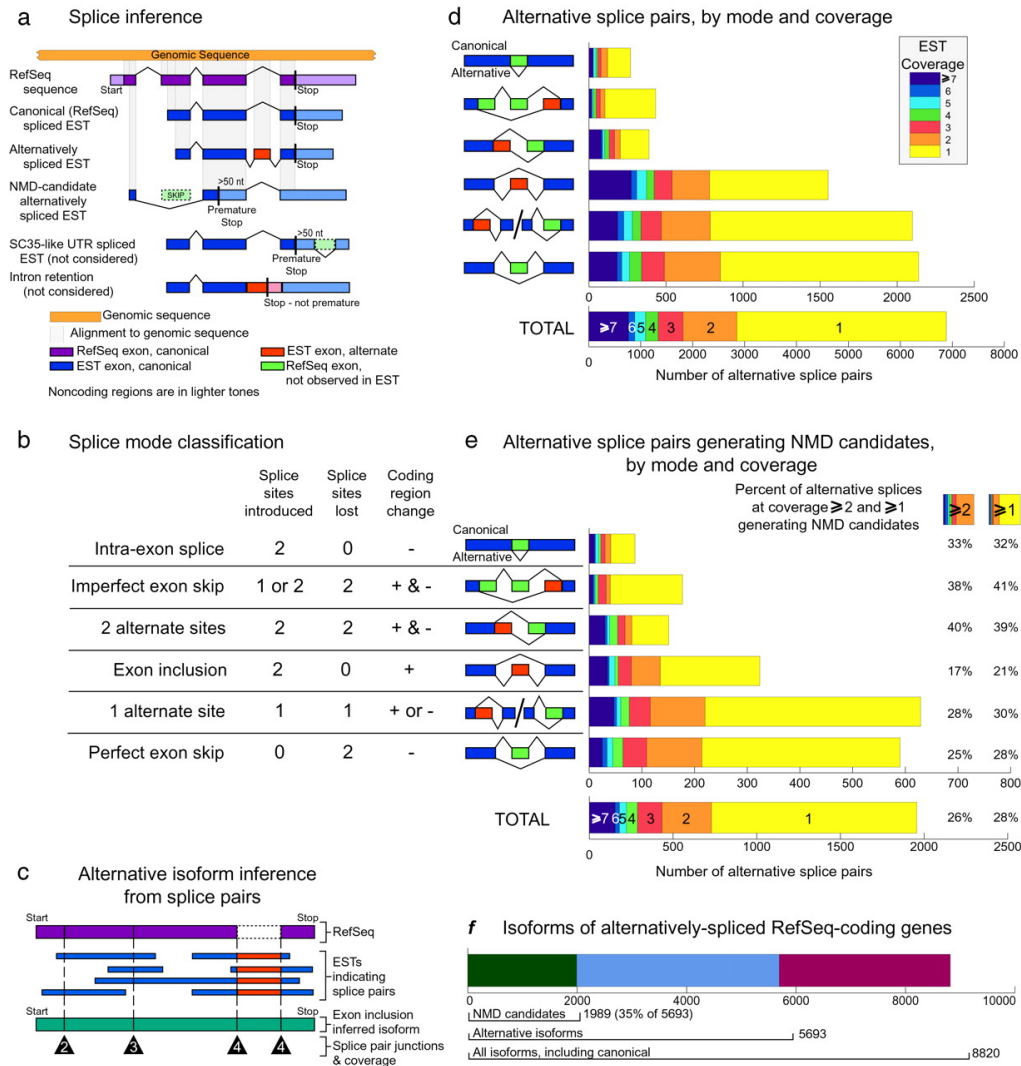 a Splice inference
Genomic Sequence
RefSeq
sequence
Start
Stop
Canonical (RefSeq)
spliced EST
Stop
Alternatively
spliced EST
Stop
NMD-candidate
alternatively
spliced EST
SKIP
>50 nt
Premature
Stop
SC35-like UTR spliced
EST (not considered)
>50 nt
Premature
Stop
Intron retention
(not considered)
Stop - not premature
Genomic sequence
Alignment to genomic sequence
RefSeq exon, canonical
EST exon, canonical
EST exon, alternate
RefSeq exon,
not observed in EST
Noncoding regions are in lighter tones
b Splice mode classification
Splice
sites
introduced
Splice
sites
lost
Coding
region
change
Intra-exon splice 2 0 -
Imperfect exon skip 1 or 2 2 + & -
2 alternate sites 2 2 + & -
Exon inclusion 2 0 +
1 alternate site 1 1 + or -
Perfect exon skip 0 2 -
c Alternative isoform inference
from splice pairs
Start
Stop
RefSeq
ESTs
indicating
splice pairs
Start
Stop
Exon inclusion
inferred isoform
2 3 4 4
Splice pair junctions
& coverage
d Alternative splice pairs, by mode and coverage
Canonical
Alternative
EST
Coverage
⩾7
6
5
4
3
2
1
0 500 1000 1500 2000 2500
TOTAL
⩾7 6 5 4 3 2 1
0 1000 2000 3000 4000 5000 6000 7000 8000
Number of alternative splice pairs
e Alternative splice pairs generating NMD candidates,
by mode and coverage
Percent of alternative splices
at coverage ⩾2 and ⩾1
generating NMD candidates
⩾2 ⩾1
Canonical
Alternative
33% 32%
38% 41%
40% 39%
17% 21%
28% 30%
25% 28%
0 100 200 300 400 500 600 700 800
TOTAL
⩾7 6 5 4 3 2 1
26% 28%
0 500 1000 1500 2000 2500
Number of alternative splice pairs
f Isoforms of alternatively-spliced RefSeq-coding genes
0 2000 4000 6000 8000 10000
NMD candidates 1989 (35% of 5693)
Alternative isoforms 5693
All isoforms, including canonical 8820